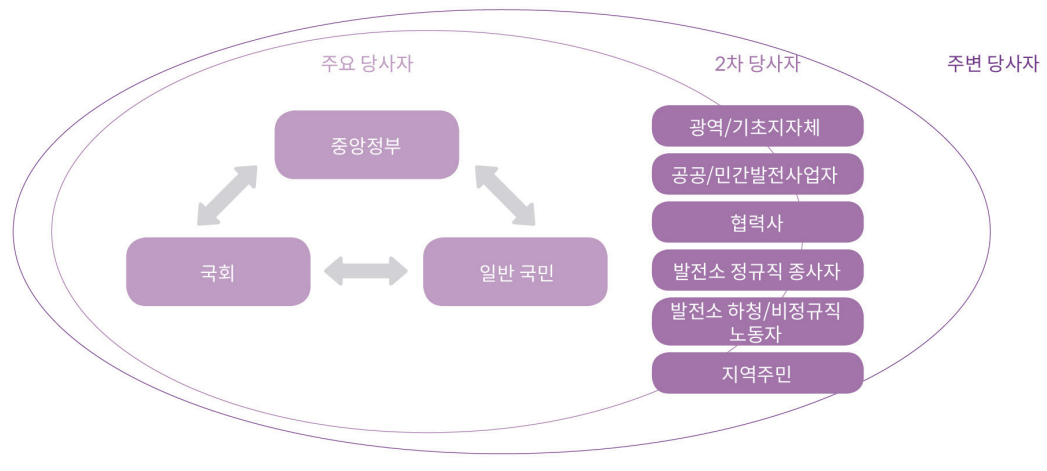 주요 당사자
2차 당사자
주변 당사자
중앙정부
국회
일반 국민
광역/기초지자체
공공/민간발전사업자
협력사
발전소 정규직 종사자
발전소 하청/비정규직
노동자
지역주민